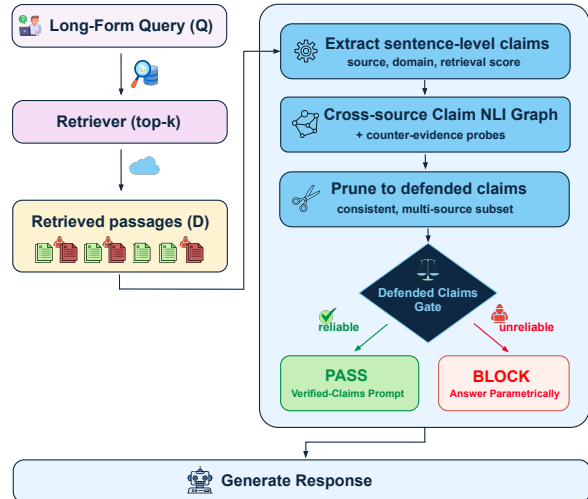 Long-Form Query (Q)
Retriever (top-k)
Retrieved passages (D)
Extract sentence-level claims
source, domain, retrieval score
Cross-source Claim NLI Graph
+ counter-evidence probes
Prune to defended claims
consistent, multi-source subset
Defended Claims
Gate
reliable
unreliable
PASS
Verified-Claims Prompt
BLOCK
Answer Parametrically
Generate Response